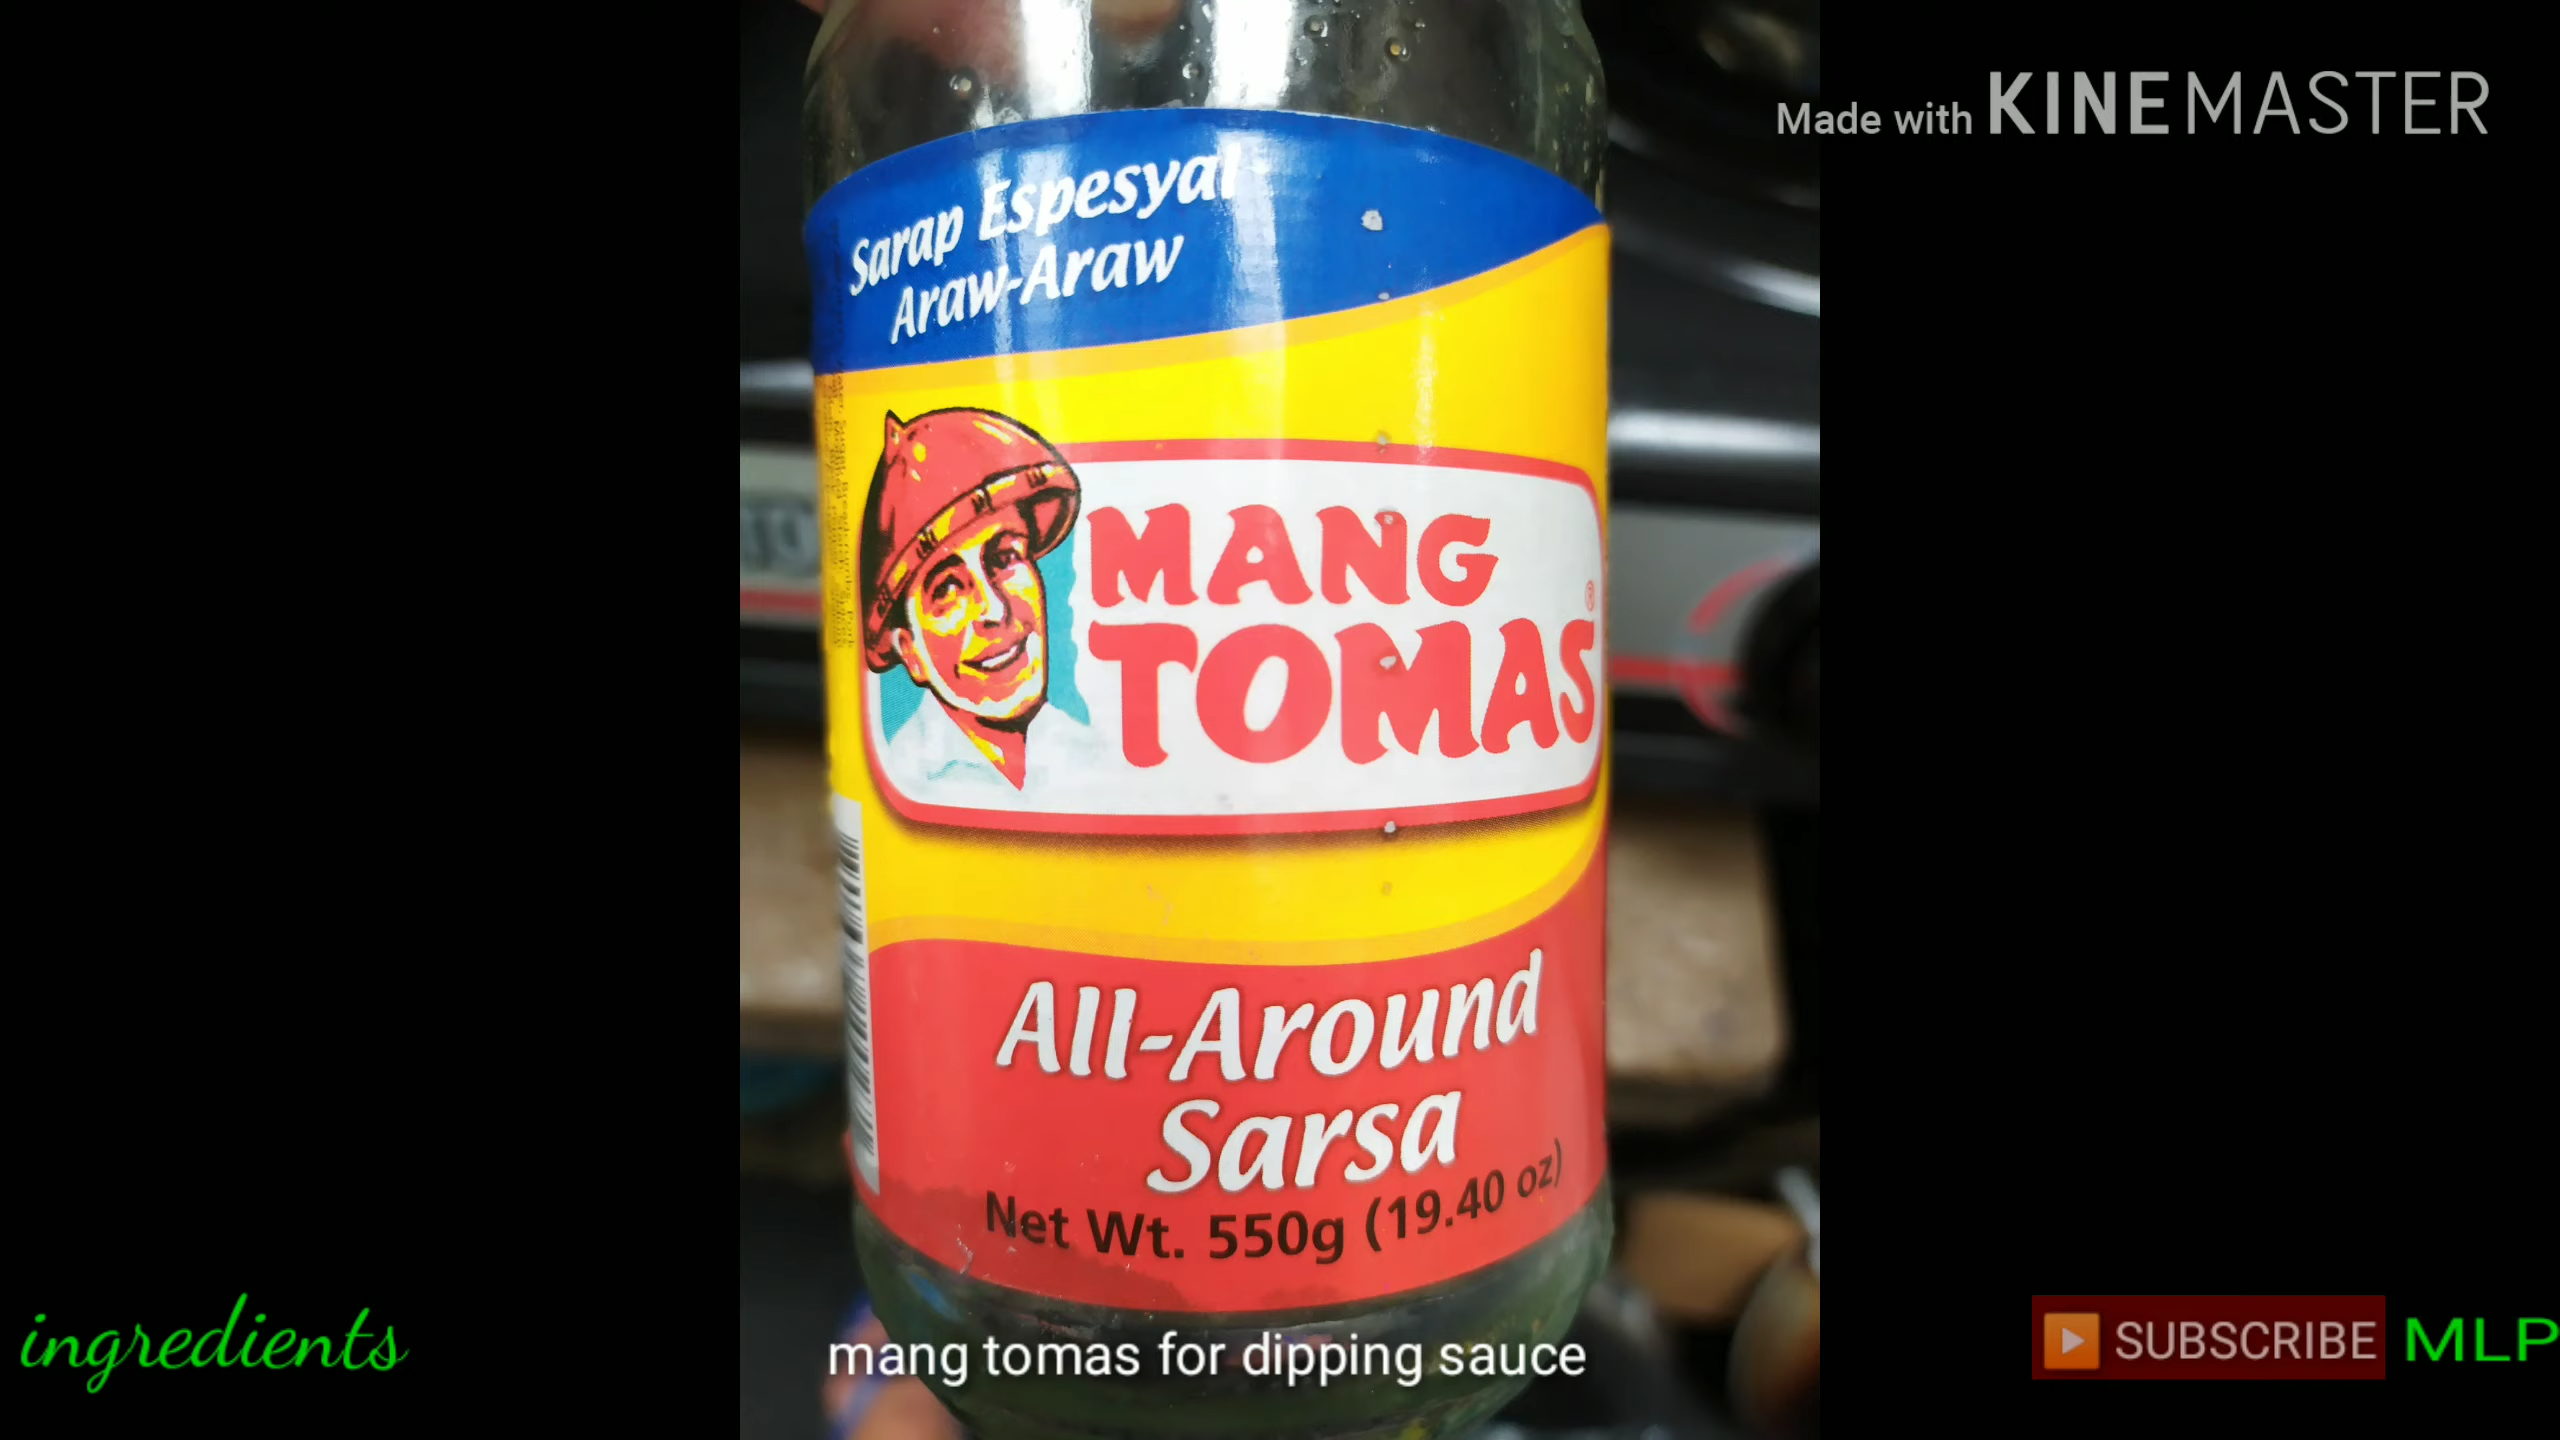 Made with KINEMASTER
Sarap Espesyal
Araw-Araw
MANG
TOMAS®
All-Around
Sarsa
Net Wt. 550g (19.40 oz)
mang tomas for dipping sauce
ingredients
SUBSCRIBE MLP